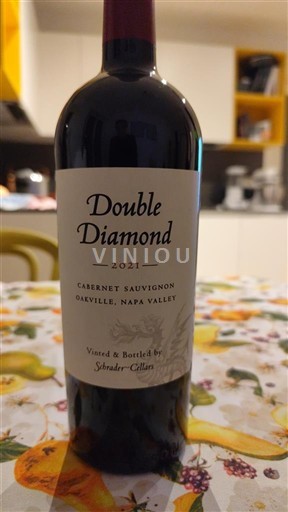 Double
Diamond
VINIOU
2021
CABERNET SAUVIGNON
OAKVILLE, NAPA VALLEY
Vinted & Bottled by
Schrader Cellars